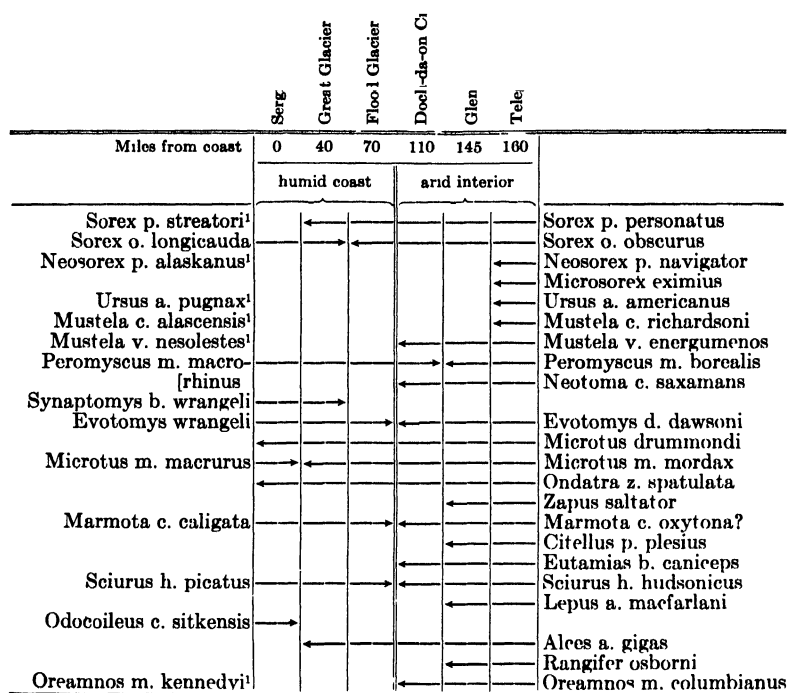 Serg
Great Glacier
Flood Glacier
Doch-da-on
Glen
Tele
Miles from coast 0 40 70 110 145 160
humid coast arid interior
Sorex p. streatori¹ Sorex p. personatus
Sorex o. longicauda Sorex o. obscurus
Neosorex p. alaskanus¹ Neosorex p. navigator
Microsorex eximius
Ursus a. pugnax¹ Ursus a. americanus
Mustela c. alascensis¹ Mustela c. richardsoni
Mustela v. nesolestes¹ Mustela v. energumenos
Peromyscus m. macro- Peromyscus m. borealis
[rhinus Neotoma c. saxamans
Synaptomys b. wrangeli
Evotomys wrangeli Evotomys d. dawsoni
Microtus drummondi
Microtus m. macrurus Microtus m. mordax
Ondatra z. spatulata
Zapus saltator
Marmota c. caligata Marmota c. oxytona?
Citellus p. plesius
Eutamias b. caniceps
Sciurus h. picatus Sciurus h. hudsonicus
Lepus a. macfarlani
Odocoileus c. sitkensis
Alces a. gigas
Rangifer osborni
Oreamnos m. kennedyi¹ Oreamnos m. columbianus